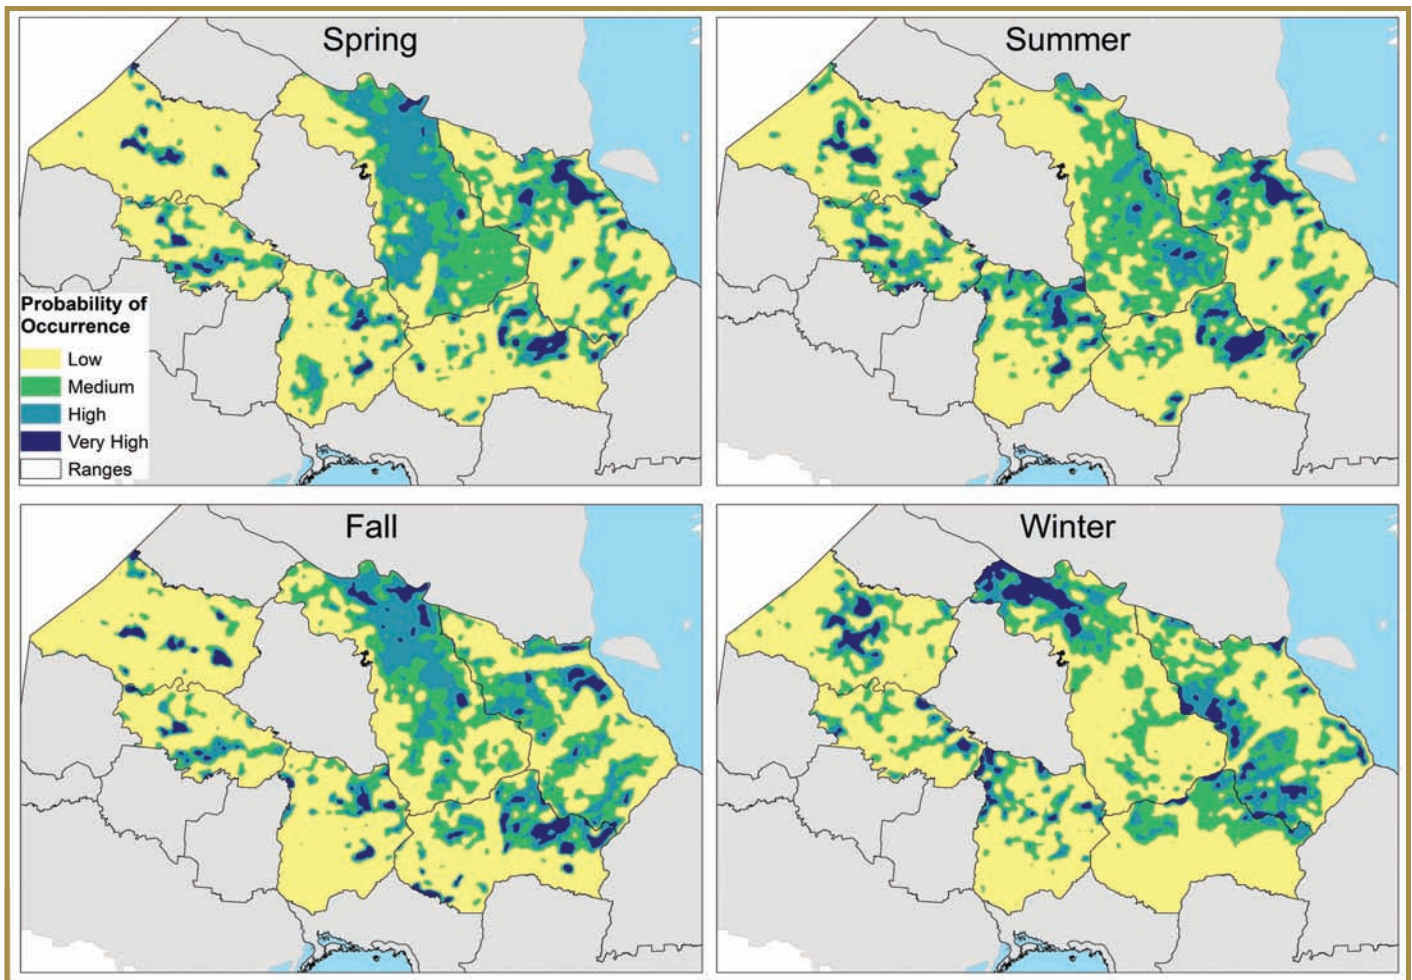 Spring
Summer
Probability of
Occurrence
Low
Medium
High
Very High
Ranges
Fall
Winter